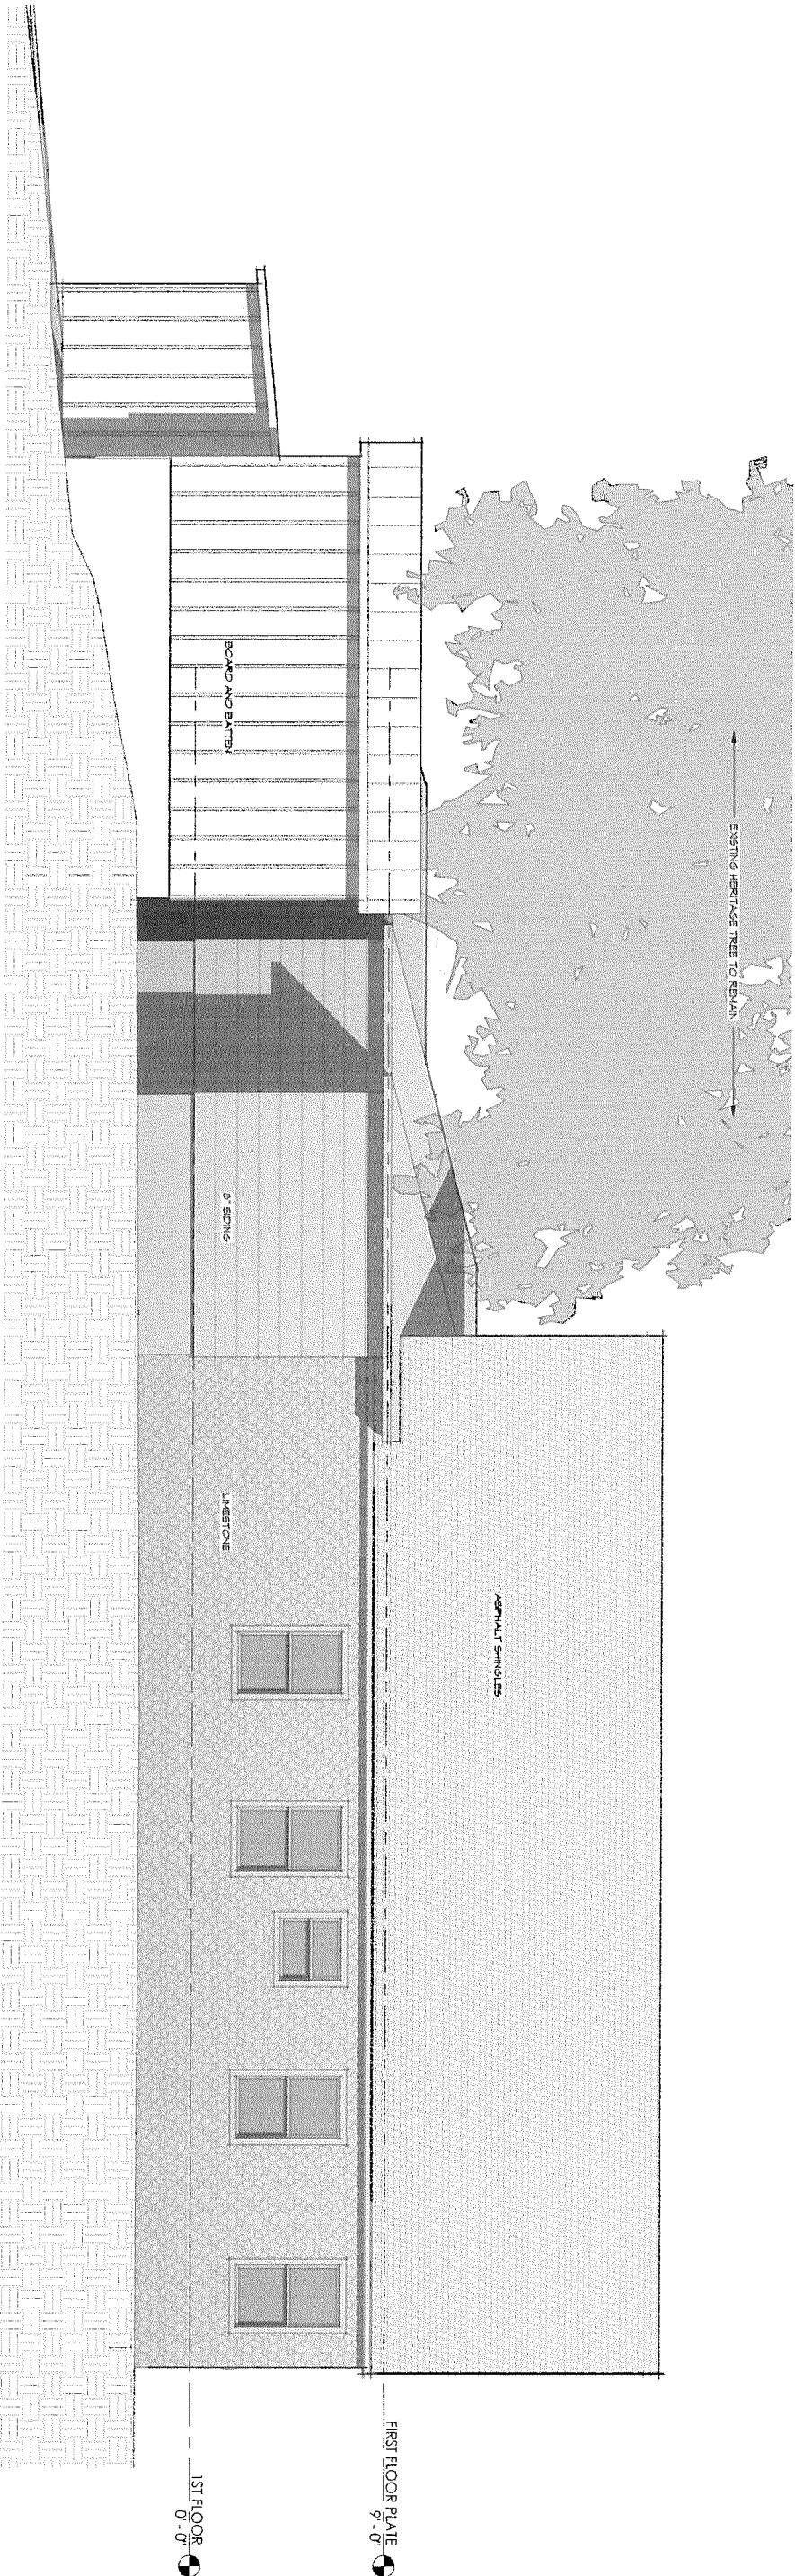 EXISTING HERITAGE TREE TO REMAIN
ASPHALT SHINGLES
FIRST FLOOR PLATE
9' - 0"
BOARD AND BATTEN
8" SIDING
LIMESTONE
1ST FLOOR
0' - 0"